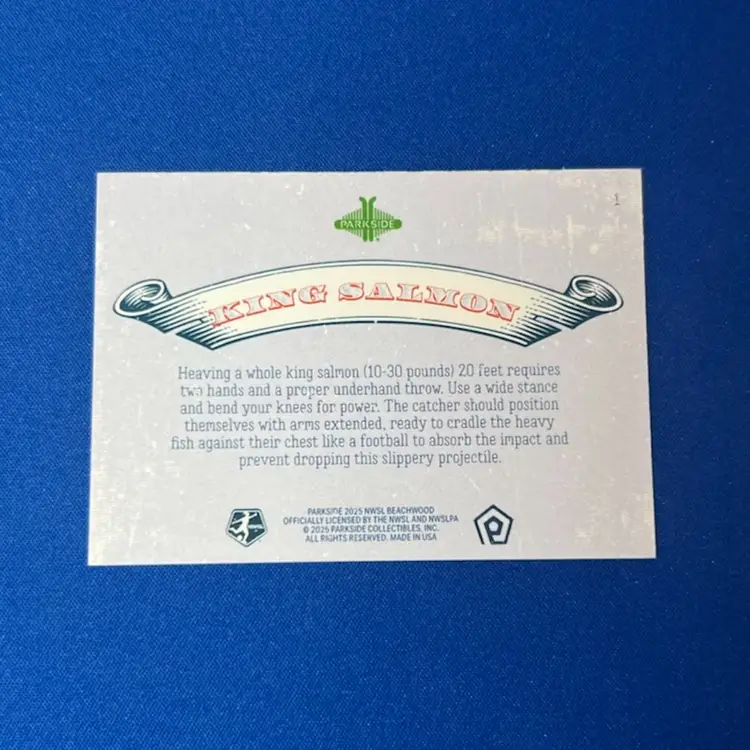 1
PARKSIDE
KING SALMON
Heaving a whole king salmon (10-30 pounds) 20 feet requires
two hands and a proper underhand throw. Use a wide stance
and bend your knees for power. The catcher should position
themselves with arms extended, ready to cradle the heavy
fish against their chest like a football to absorb the impact and
prevent dropping this slippery projectile.
PARKSIDE 2025 NWSL BEACHWOOD
OFFICIALLY LICENSED BY THE NWSL AND NWSLPA
© 2025 PARKSIDE COLLECTIBLES, INC.
ALL RIGHTS RESERVED. MADE IN USA